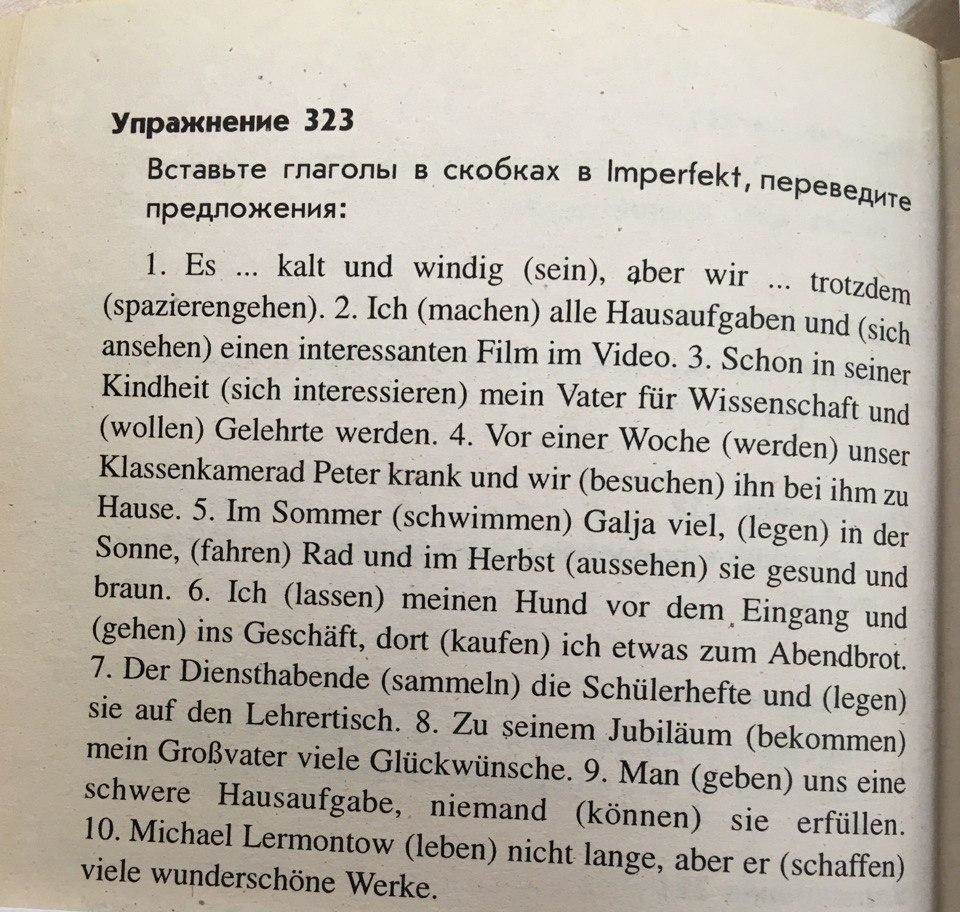 Упражнение 323
Вставьте глаголы в скобках в Imperfekt, переведите
предложения:
1. Es ... kalt und windig (sein), aber wir ... trotzdem
(spazierengehen). 2. Ich (machen) alle Hausaufgaben und (sich
ansehen) einen interessanten Film im Video. 3. Schon in seiner
Kindheit (sich interessieren) mein Vater für Wissenschaft und
(wollen) Gelehrte werden. 4. Vor einer Woche (werden) unser
Klassenkamerad Peter krank und wir (besuchen) ihn bei ihm zu
Hause. 5. Im Sommer (schwimmen) Galja viel, (legen) in der
Sonne, (fahren) Rad und im Herbst (aussehen) sie gesund und
braun. 6. Ich (lassen) meinen Hund vor dem Eingang und
(gehen) ins Geschäft, dort (kaufen) ich etwas zum Abendbrot.
7. Der Diensthabende (sammeln) die Schülerhefte und (legen)
sie auf den Lehrertisch. 8. Zu seinem Jubiläum (bekommen)
mein Großvater viele Glückwünsche. 9. Man (geben) uns eine
schwere Hausaufgabe, niemand (können) sie erfüllen.
10. Michael Lermontow (leben) nicht lange, aber er (schaffen)
viele wunderschöne Werke.